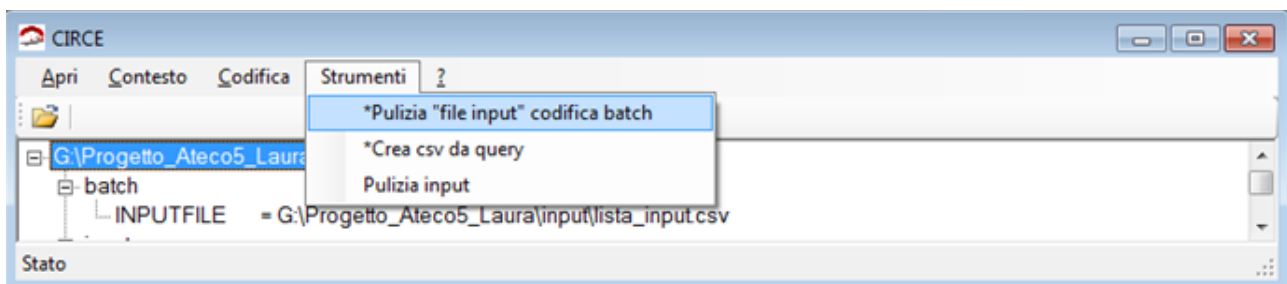 CIRCE
Apri Contesto Codifica Strumenti ?
*Pulizia "file input" codifica batch
*Crea csv da query
Pulizia input
G:\Progetto_Ateco5_Laura
batch
INPUTFILE = G:\Progetto_Ateco5_Laura\input\lista_input.csv
Stato